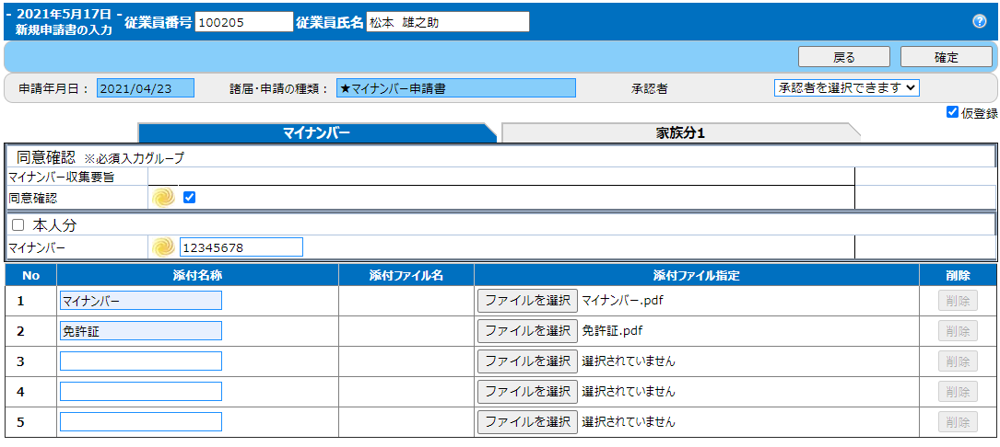 - 2021年5月17日 -
新規申請書の入力
従業員番号 100205 従業員氏名 松本 雄之助
戻る 確定
申請年月日： 2021/04/23 諸届・申請の種類： ★マイナンバー申請書 承認者 承認者を選択できます
仮登録
マイナンバー 家族分1
同意確認 ※必須入力グループ
マイナンバー収集要旨
同意確認
本人分
マイナンバー 12345678
No 添付名称 添付ファイル名 添付ファイル指定 削除
1 マイナンバー ファイルを選択 マイナンバー.pdf 削除
2 免許証 ファイルを選択 免許証.pdf 削除
3 ファイルを選択 選択されていません 削除
4 ファイルを選択 選択されていません 削除
5 ファイルを選択 選択されていません 削除